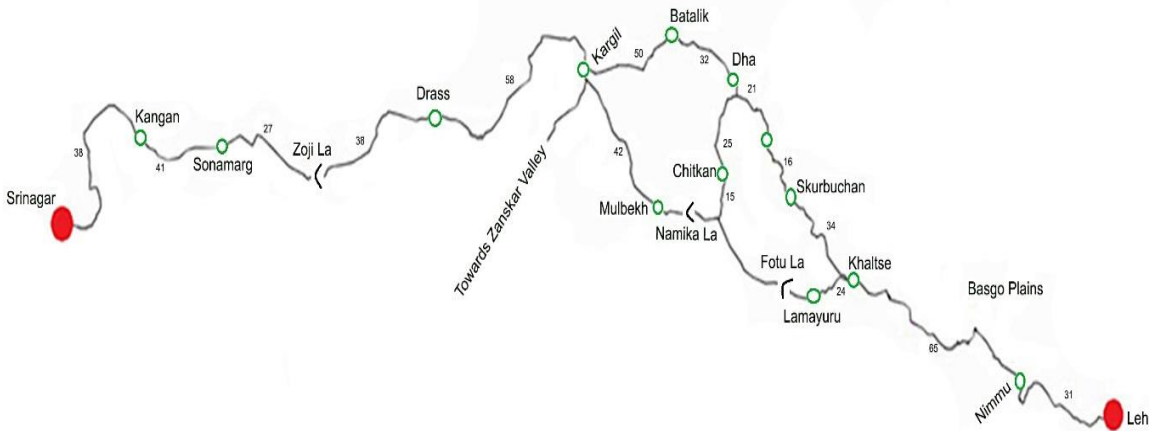 Srinagar
38
Kangan
41
Sonamarg
27
Zoji La
38
Drass
58
Kargil
Towards Zanskar Valley
50
Batalik
32
Dha
21
25
Chitkan
15
42
Mulbekh
Namika La
16
Skurbuchan
34
Fotu La
Lamayuru
24
Khaltse
65
Basgo Plains
Nimmu
31
Leh